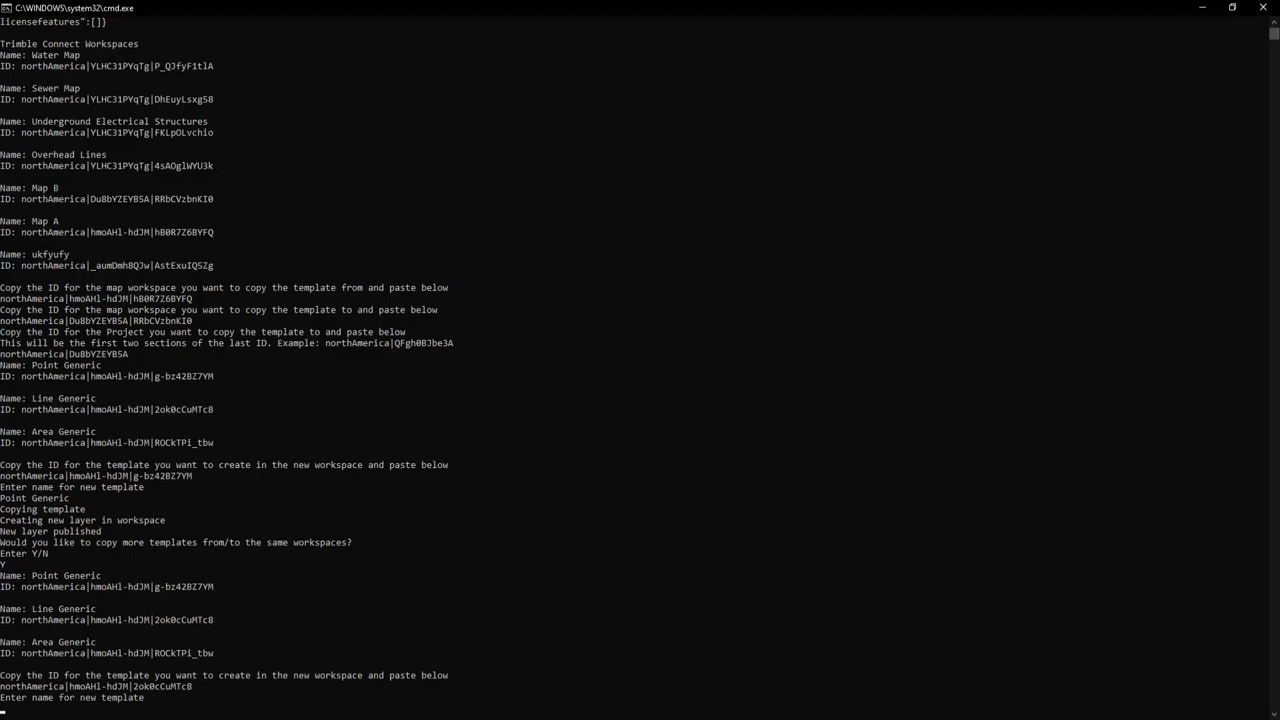 C:\WINDOWS\system32\cmd.exe
licensefeatures":[]}
Trimble Connect Workspaces
Name: Water Map
ID: northAmerica|YLHC31PYqTg|P_QJfyF1tlA
Name: Sewer Map
ID: northAmerica|YLHC31PYqTg|DhEuyLsxg58
Name: Underground Electrical Structures
ID: northAmerica|YLHC31PYqTg|FKLpOLvchio
Name: Overhead Lines
ID: northAmerica|YLHC31PYqTg|4sAOglWYU3k
Name: Map B
ID: northAmerica|Du8bYZEYB5A|RRbCVzbnKI0
Name: Map A
ID: northAmerica|hmoAHl-hdJM|hB0R7Z6BYFQ
Name: ukfyufy
ID: northAmerica|_aumDmh8QJw|AstExuIQ5Zg
Copy the ID for the map workspace you want to copy the template from and paste below
northAmerica|hmoAHl-hdJM|hB0R7Z6BYFQ
Copy the ID for the map workspace you want to copy the template to and paste below
northAmerica|Du8bYZEYB5A|RRbCVzbnKI0
Copy the ID for the Project you want to copy the template to and paste below
This will be the first two sections of the last ID. Example: northAmerica|QFgh0BJbe3A
northAmerica|Du8bYZEYB5A
Name: Point Generic
ID: northAmerica|hmoAHl-hdJM|g-bz42BZ7YM
Name: Line Generic
ID: northAmerica|hmoAHl-hdJM|2ok0cCuMTc8
Name: Area Generic
ID: northAmerica|hmoAHl-hdJM|ROCkTPi_tbw
Copy the ID for the template you want to create in the new workspace and paste below
northAmerica|hmoAHl-hdJM|g-bz42BZ7YM
Enter name for new template
Point Generic
Copying template
Creating new layer in workspace
New layer published
Would you like to copy more templates from/to the same workspaces?
Enter Y/N
Y
Name: Point Generic
ID: northAmerica|hmoAHl-hdJM|g-bz42BZ7YM
Name: Line Generic
ID: northAmerica|hmoAHl-hdJM|2ok0cCuMTc8
Name: Area Generic
ID: northAmerica|hmoAHl-hdJM|ROCkTPi_tbw
Copy the ID for the template you want to create in the new workspace and paste below
northAmerica|hmoAHl-hdJM|2ok0cCuMTc8
Enter name for new template